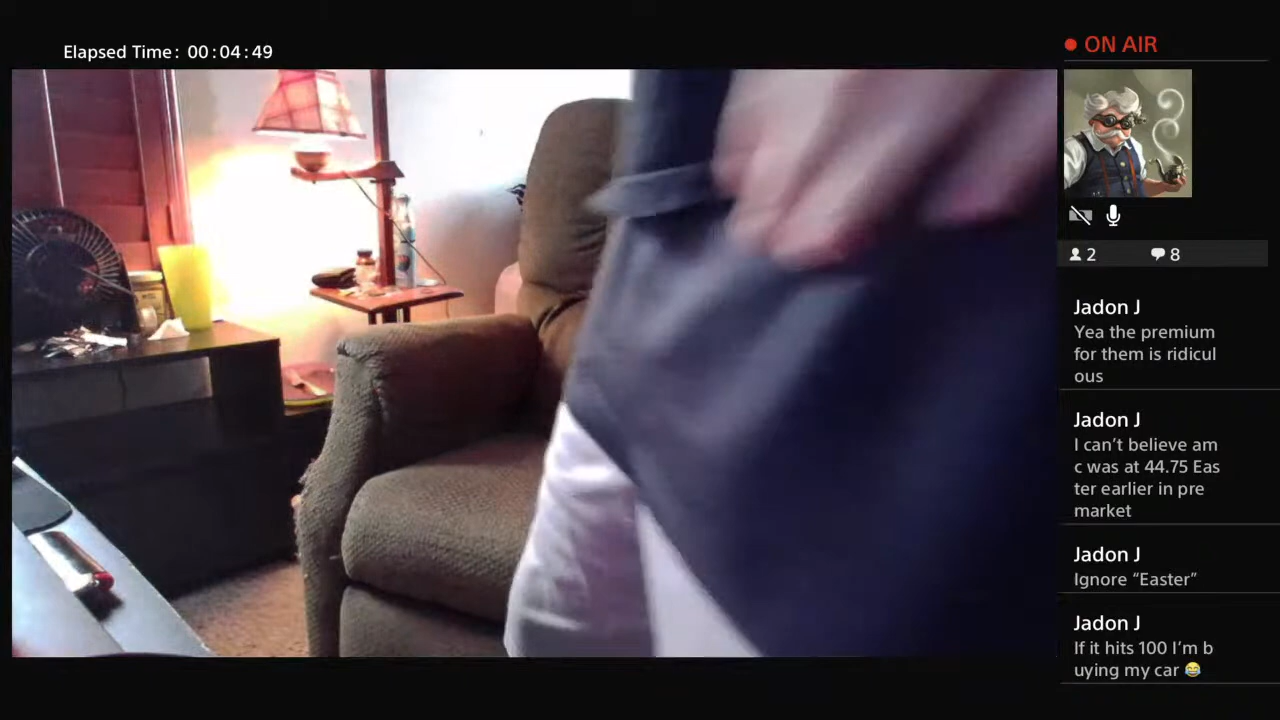 Elapsed Time: 00:04:49
ON AIR
2
8
Jadon J
Yea the premium
for them is ridicul
ous
Jadon J
I can’t believe am
c was at 44.75 Eas
ter earlier in pre
market
Jadon J
Ignore “Easter”
Jadon J
If it hits 100 I’m b
uying my car 😂